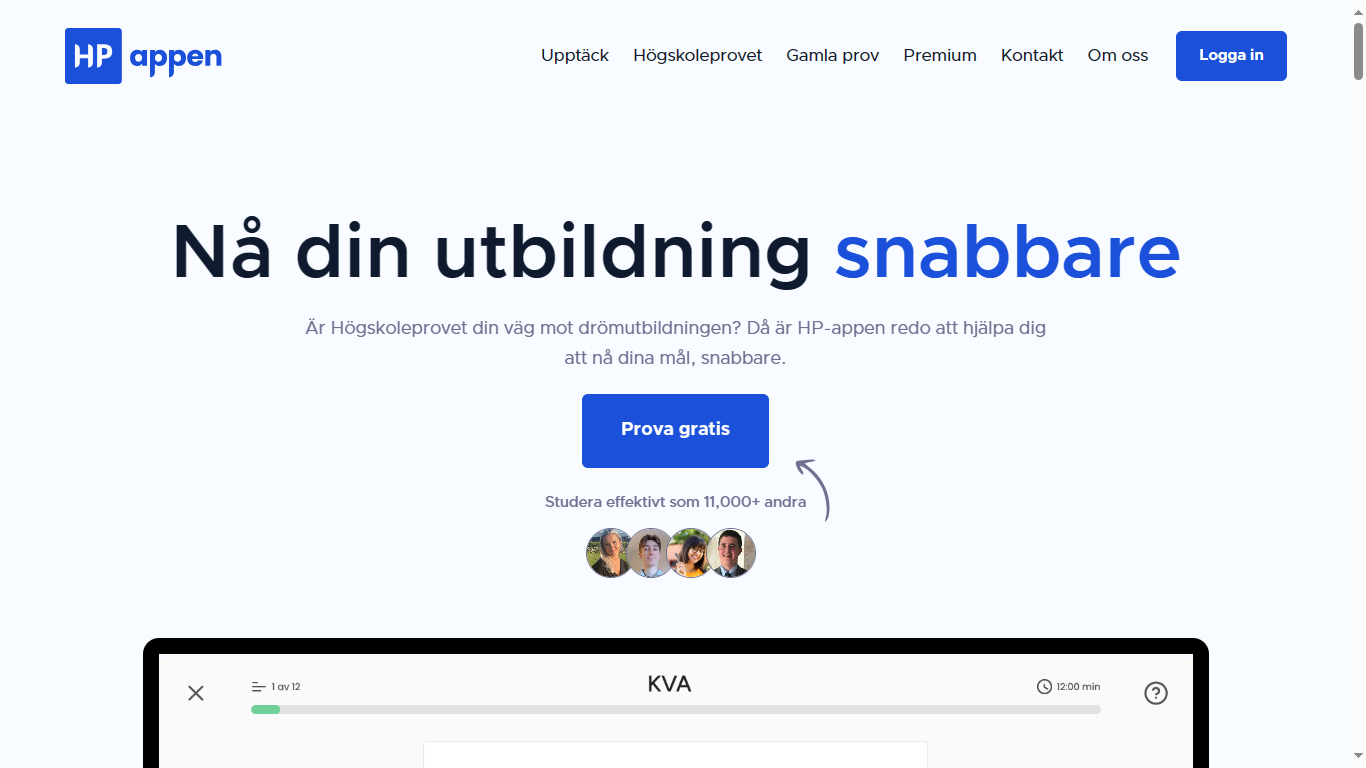 HP appen
Upptäck
Högskoleprovet
Gamla prov
Premium
Kontakt
Om oss
Logga in
Nå din utbildning snabbare
Är Högskoleprovet din väg mot drömutbildningen? Då är HP-appen redo att hjälpa dig
att nå dina mål, snabbare.
Prova gratis
Studera effektivt som 11,000+ andra
1 av 12
KVA
12:00 min